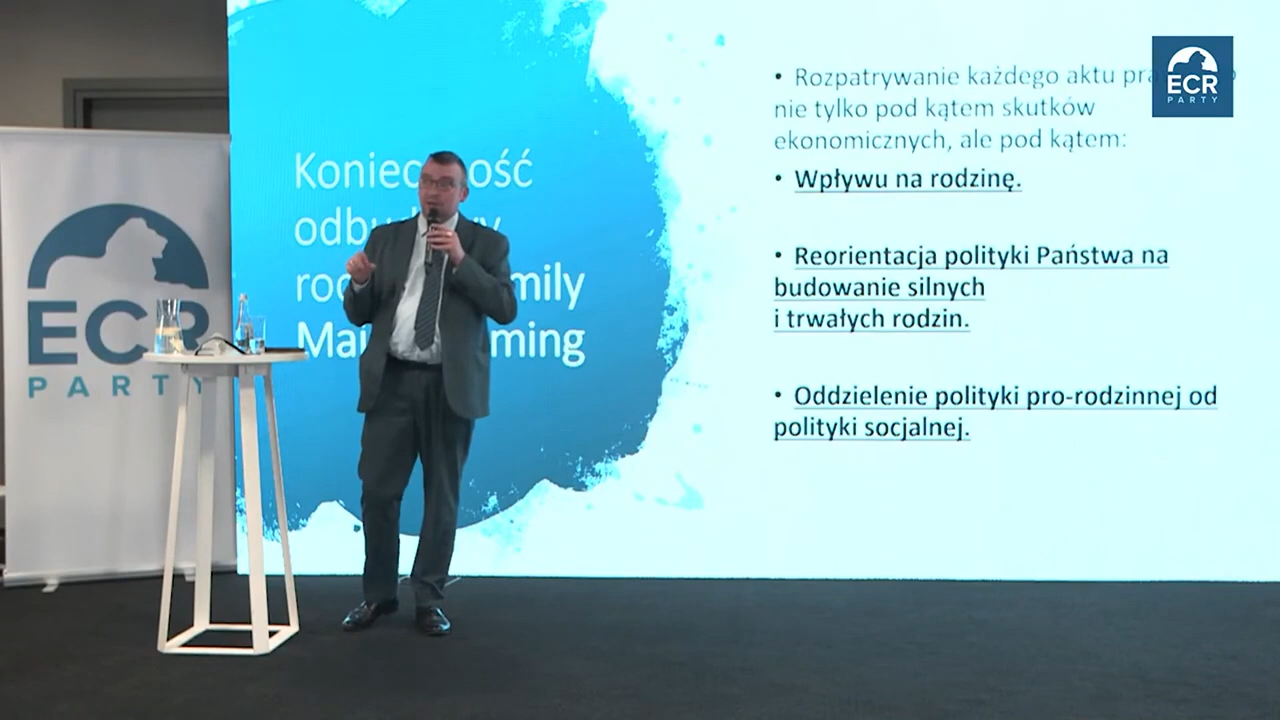 ECR
PARTY
Rozpatrywanie każdego aktu
nie tylko pod kątem skutków
ekonomicznych, ale pod kątem:
• Wpływu na rodzinę.
• Reorientacja polityki Państwa na
budowanie silnych
i trwałych rodzin.
• Oddzielenie polityki pro-rodzinnej od
polityki socjalnej.
ECR
PARTY